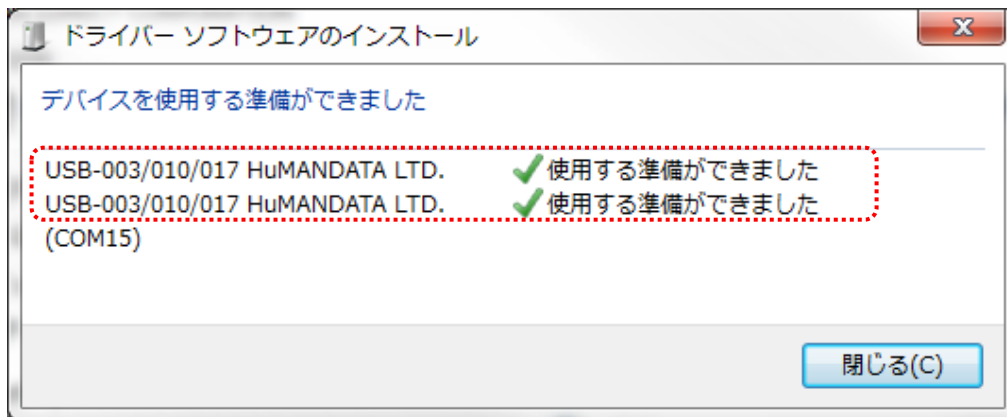 ドライバー ソフトウェアのインストール
デバイスを使用する準備ができました
USB-003/010/017 HuMANDATA LTD. 使用する準備ができました
USB-003/010/017 HuMANDATA LTD. 使用する準備ができました
(COM15)
閉じる(C)